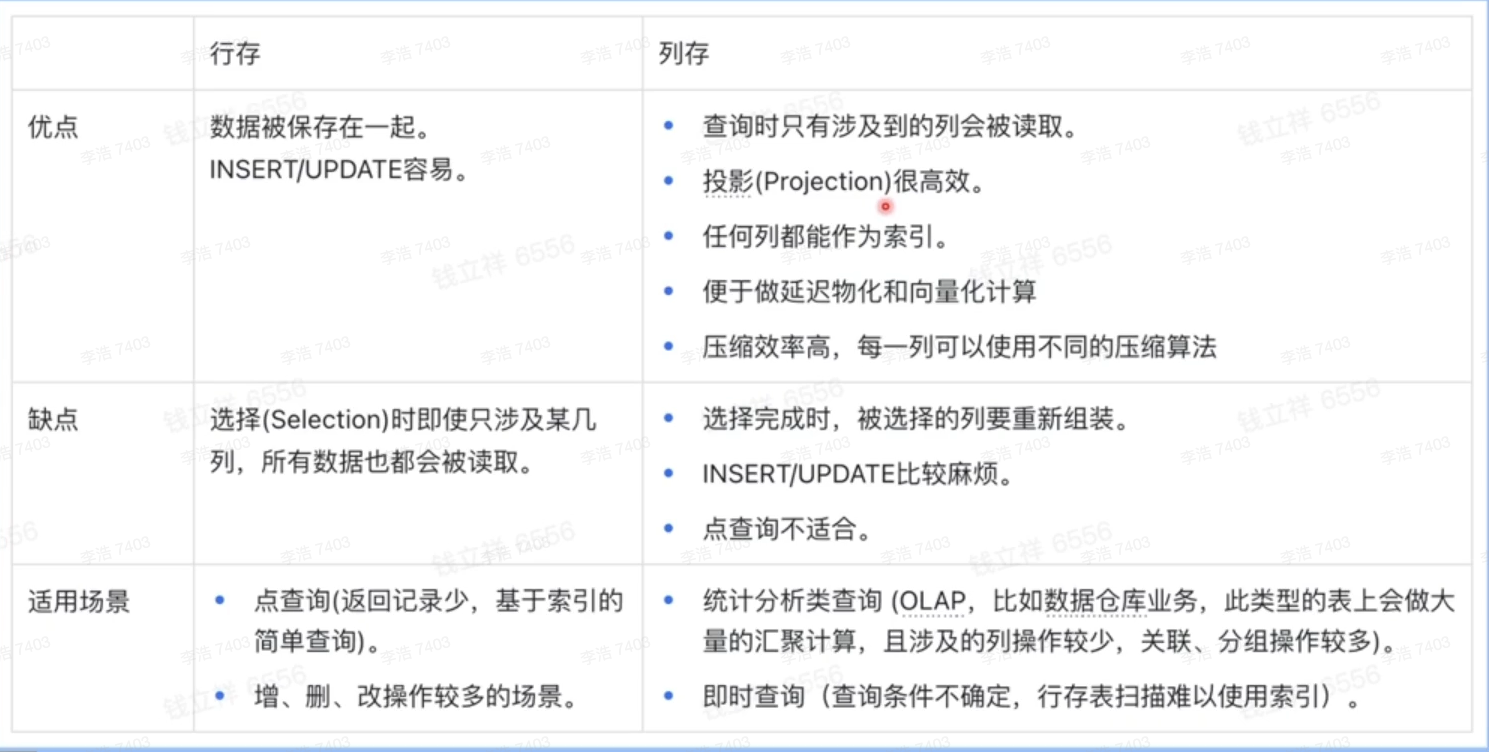 行存
列存
优点
数据被保存在一起。
INSERT/UPDATE容易。
查询时只有涉及到的列会被读取。
投影(Projection)很高效。
任何列都能作为索引。
便于做延迟物化和向量化计算
压缩效率高，每一列可以使用不同的压缩算法
缺点
选择(Selection)时即使只涉及某几
列，所有数据也都会被读取。
选择完成时，被选择的列要重新组装。
INSERT/UPDATE比较麻烦。
点查询不适合。
适用场景
点查询(返回记录少，基于索引的
简单查询)。
增、删、改操作较多的场景。
统计分析类查询 (OLAP，比如数据仓库业务，此类型的表上会做大
量的汇聚计算，且涉及的列操作较少，关联、分组操作较多)。
即时查询（查询条件不确定，行存表扫描难以使用索引）。
李浩 7403
钱立祥 6556